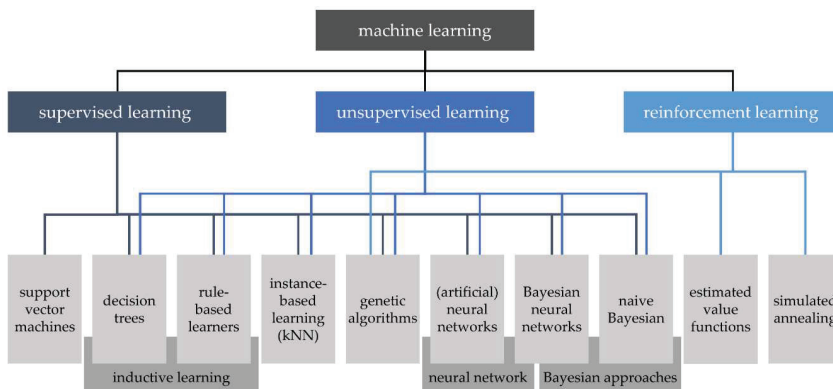 machine learning
supervised learning
unsupervised learning
reinforcement learning
support
vector
machines
decision
trees
rule-
based
learners
instance-
based
learning
(kNN)
genetic
algorithms
(artificial)
neural
networks
Bayesian
neural
networks
naive
Bayesian
estimated
value
functions
simulated
annealing
inductive learning
neural network
Bayesian approaches